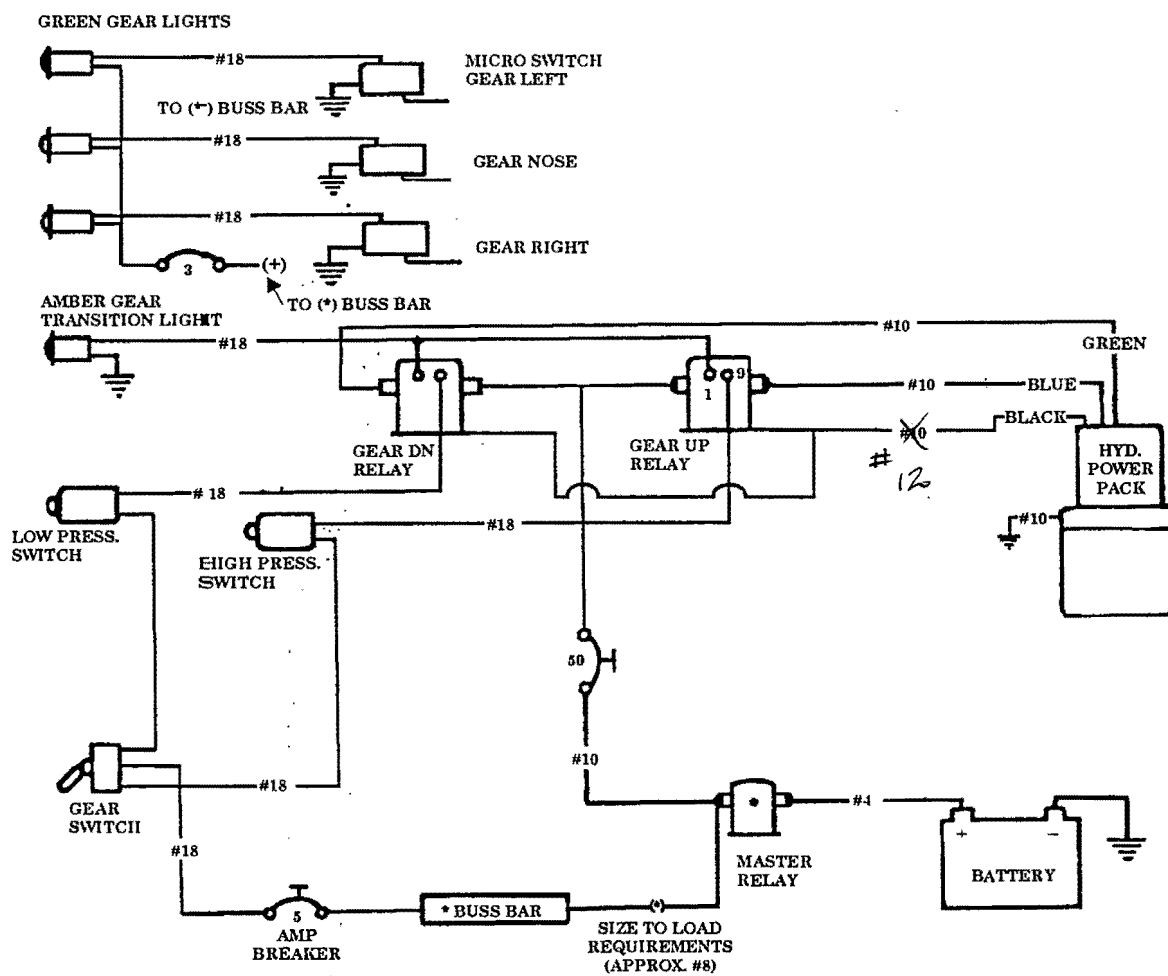 GREEN GEAR LIGHTS
#18
MICRO SWITCH
GEAR LEFT
TO (+) BUSS BAR
#18
GEAR NOSE
#18
GEAR RIGHT
3
(+)
TO (*) BUSS BAR
AMBER GEAR
TRANSITION LIGHT
#18
#10
GREEN
1
9
#10
BLUE
BLACK
#10
#
12
GEAR DN
RELAY
GEAR UP
RELAY
HYD.
POWER
PACK
#10
# 18
LOW PRESS.
SWITCH
#18
HIGH PRESS.
SWITCH
50
#10
GEAR
SWITCH
#18
#18
*
MASTER
RELAY
#4
+
−
BATTERY
5
AMP
BREAKER
* BUSS BAR
(*)
SIZE TO LOAD
REQUIREMENTS
(APPROX. #8)